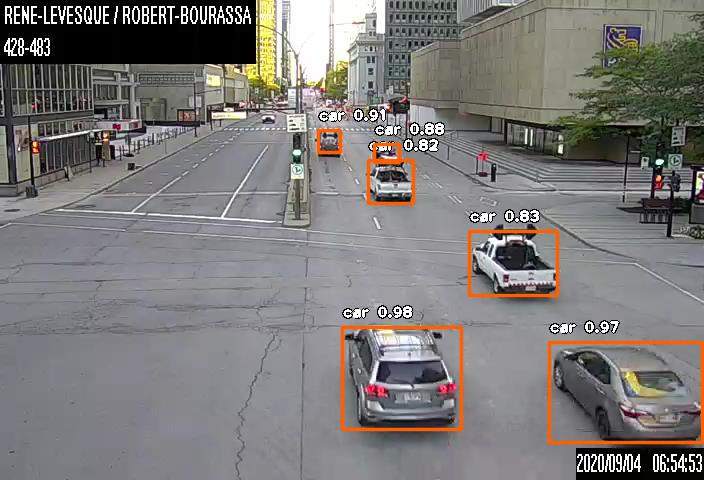 RENE-LEVESQUE / ROBERT-BOURASSA
428-483
RBC
car 0.91
car 0.88
0.82
car 0.83
car 0.98
car 0.97
2020/09/04 06:54:53